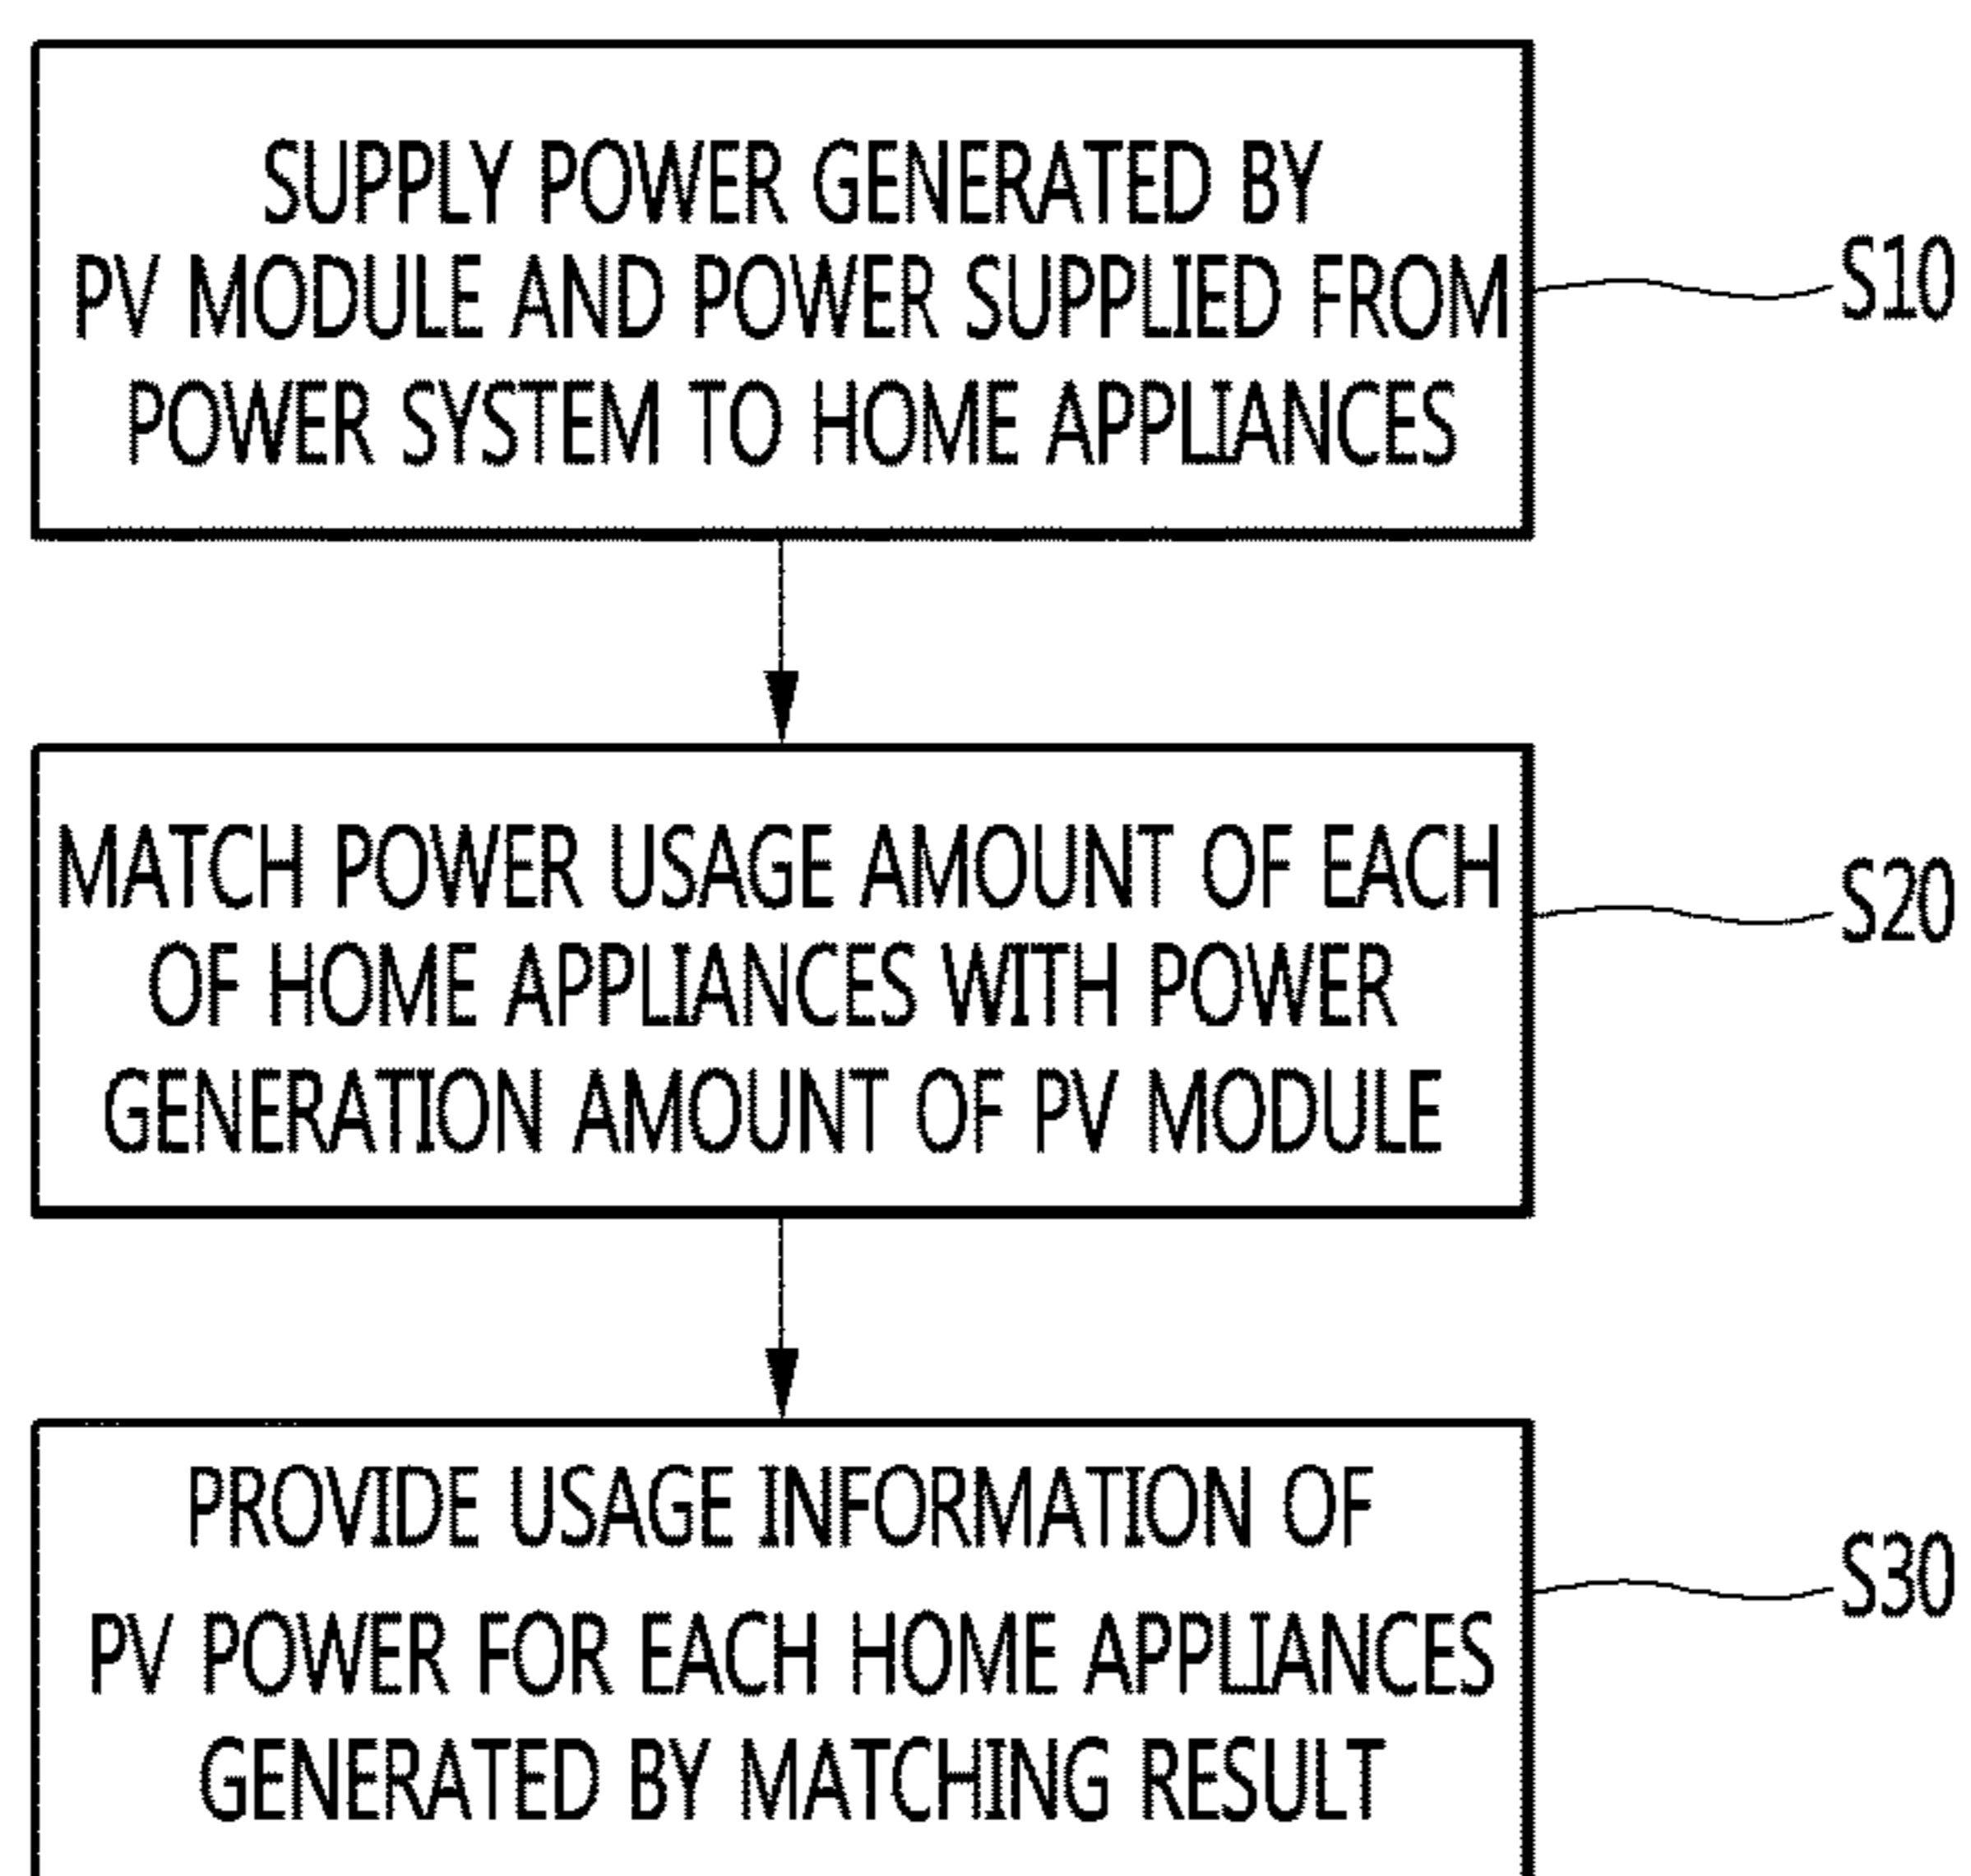 SUPPLY POWER GENERATED BY
PV MODULE AND POWER SUPPLIED FROM
POWER SYSTEM TO HOME APPLIANCES
S10
MATCH POWER USAGE AMOUNT OF EACH
OF HOME APPLIANCES WITH POWER
GENERATION AMOUNT OF PV MODULE
S20
PROVIDE USAGE INFORMATION OF
PV POWER FOR EACH HOME APPLIANCES
GENERATED BY MATCHING RESULT
S30